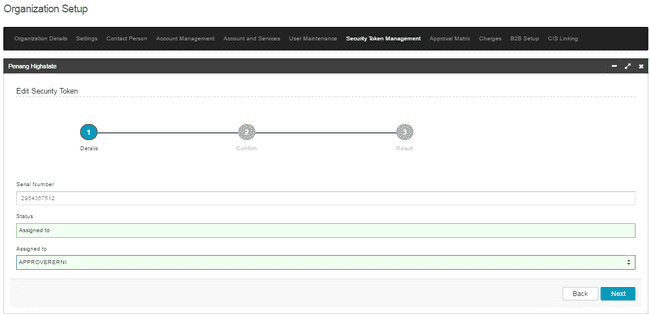 Organization Setup
Organization Details Settings Contact Person Account Management Account and Services User Maintenance Security Token Management Approval Matrix Charges B2B Setup CIS Linking
Penang Highstate
Edit Security Token
1 2 3
Details Confirm Result
Serial Number
2954357512
Status
Assigned to
Assigned to
APPROVERERNI
Back Next